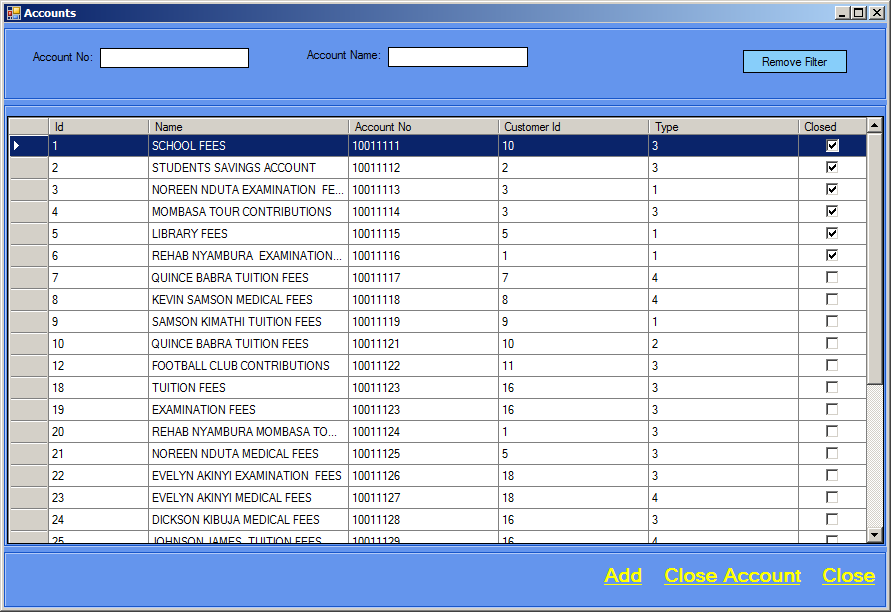 Accounts
Account No: Account Name: Remove Filter
Id Name Account No Customer Id Type Closed
1 SCHOOL FEES 10011111 10 3
2 STUDENTS SAVINGS ACCOUNT 10011112 2 3
3 NOREEN NDUTA EXAMINATION FE... 10011113 3 1
4 MOMBASA TOUR CONTRIBUTIONS 10011114 3 3
5 LIBRARY FEES 10011115 5 1
6 REHAB NYAMBURA EXAMINATION... 10011116 1 1
7 QUINCE BABRA TUITION FEES 10011117 7 4
8 KEVIN SAMSON MEDICAL FEES 10011118 8 4
9 SAMSON KIMATHI TUITION FEES 10011119 9 1
10 QUINCE BABRA TUITION FEES 10011121 10 2
12 FOOTBALL CLUB CONTRIBUTIONS 10011122 11 3
18 TUITION FEES 10011123 16 3
19 EXAMINATION FEES 10011123 16 3
20 REHAB NYAMBURA MOMBASA TO... 10011124 1 3
21 NOREEN NDUTA MEDICAL FEES 10011125 5 3
22 EVELYN AKINYI EXAMINATION FEES 10011126 18 3
23 EVELYN AKINYI MEDICAL FEES 10011127 18 4
24 DICKSON KIBUJA MEDICAL FEES 10011128 16 3
25 JOHNSON JAMES TUITION FEES 10011129 16 4
Add Close Account Close